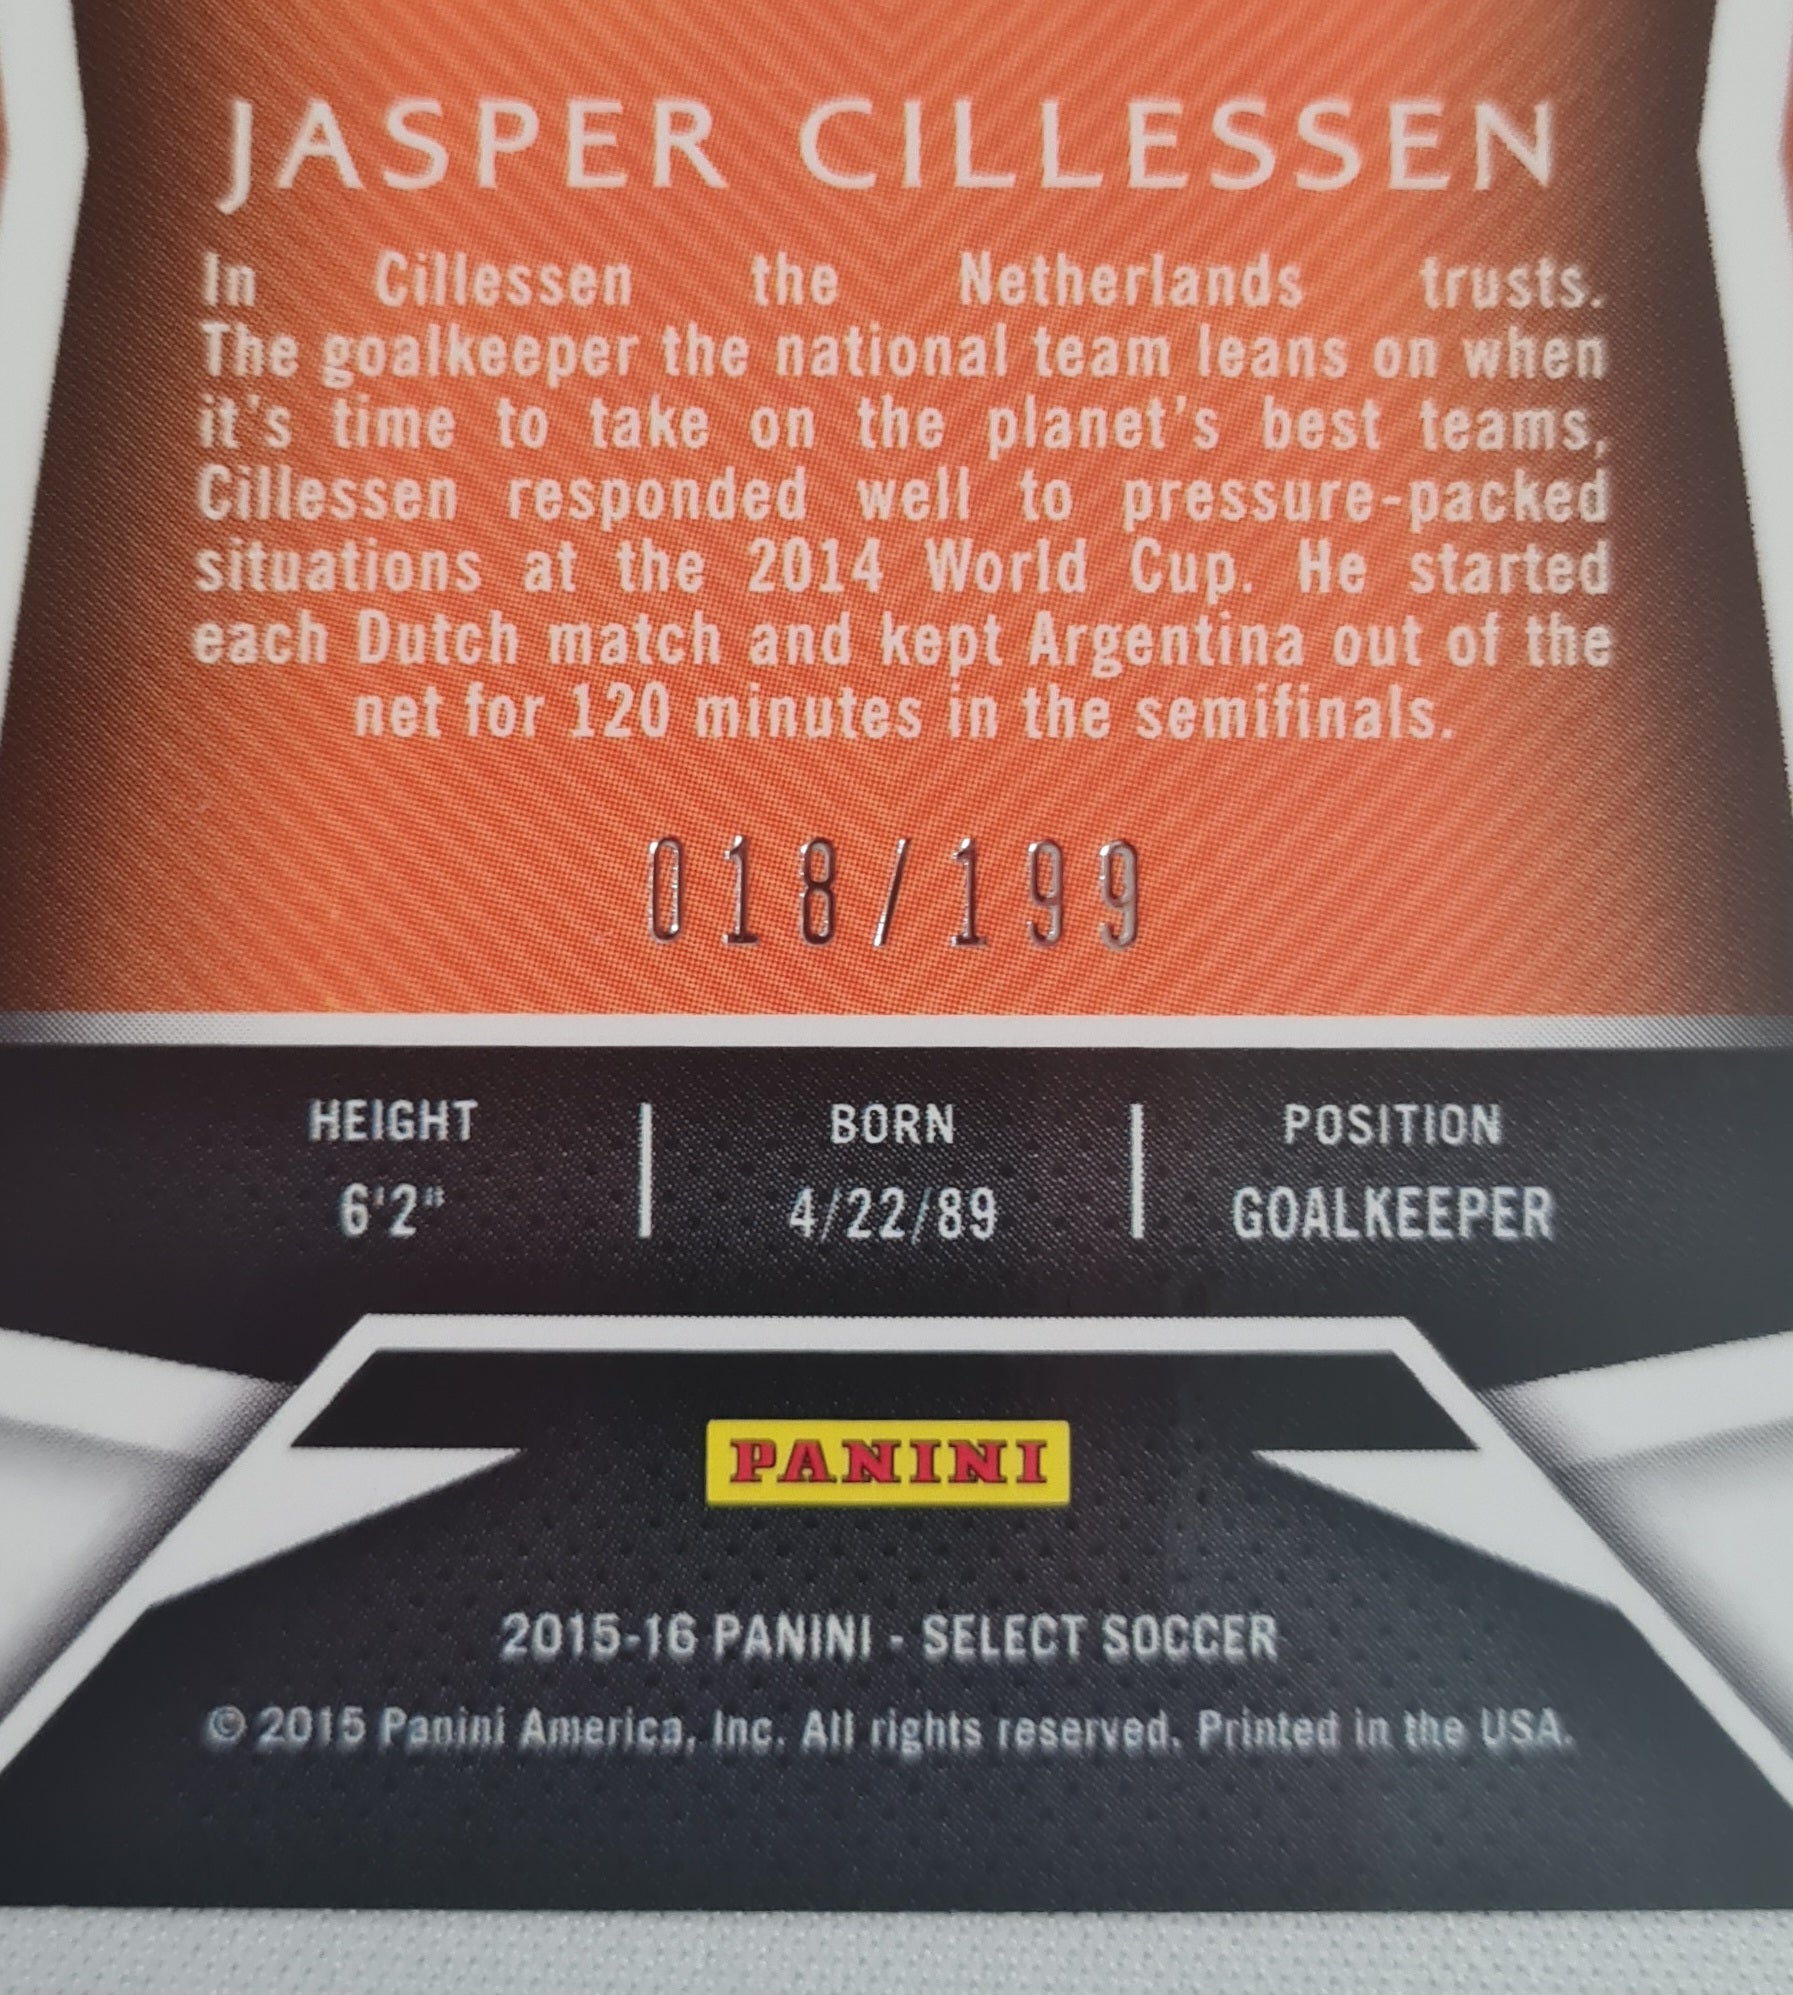 JASPER CILLESSEN
In Cillessen the Netherlands trusts.
The goalkeeper the national team leans on when
it's time to take on the planet's best teams,
Cillessen responded well to pressure-packed
situations at the 2014 World Cup. He started
each Dutch match and kept Argentina out of the
net for 120 minutes in the semifinals.
018/199
HEIGHT BORN POSITION
6'2" 4/22/89 GOALKEEPER
PANINI
2015-16 PANINI - SELECT SOCCER
© 2015 Panini America, Inc. All rights reserved. Printed in the USA.